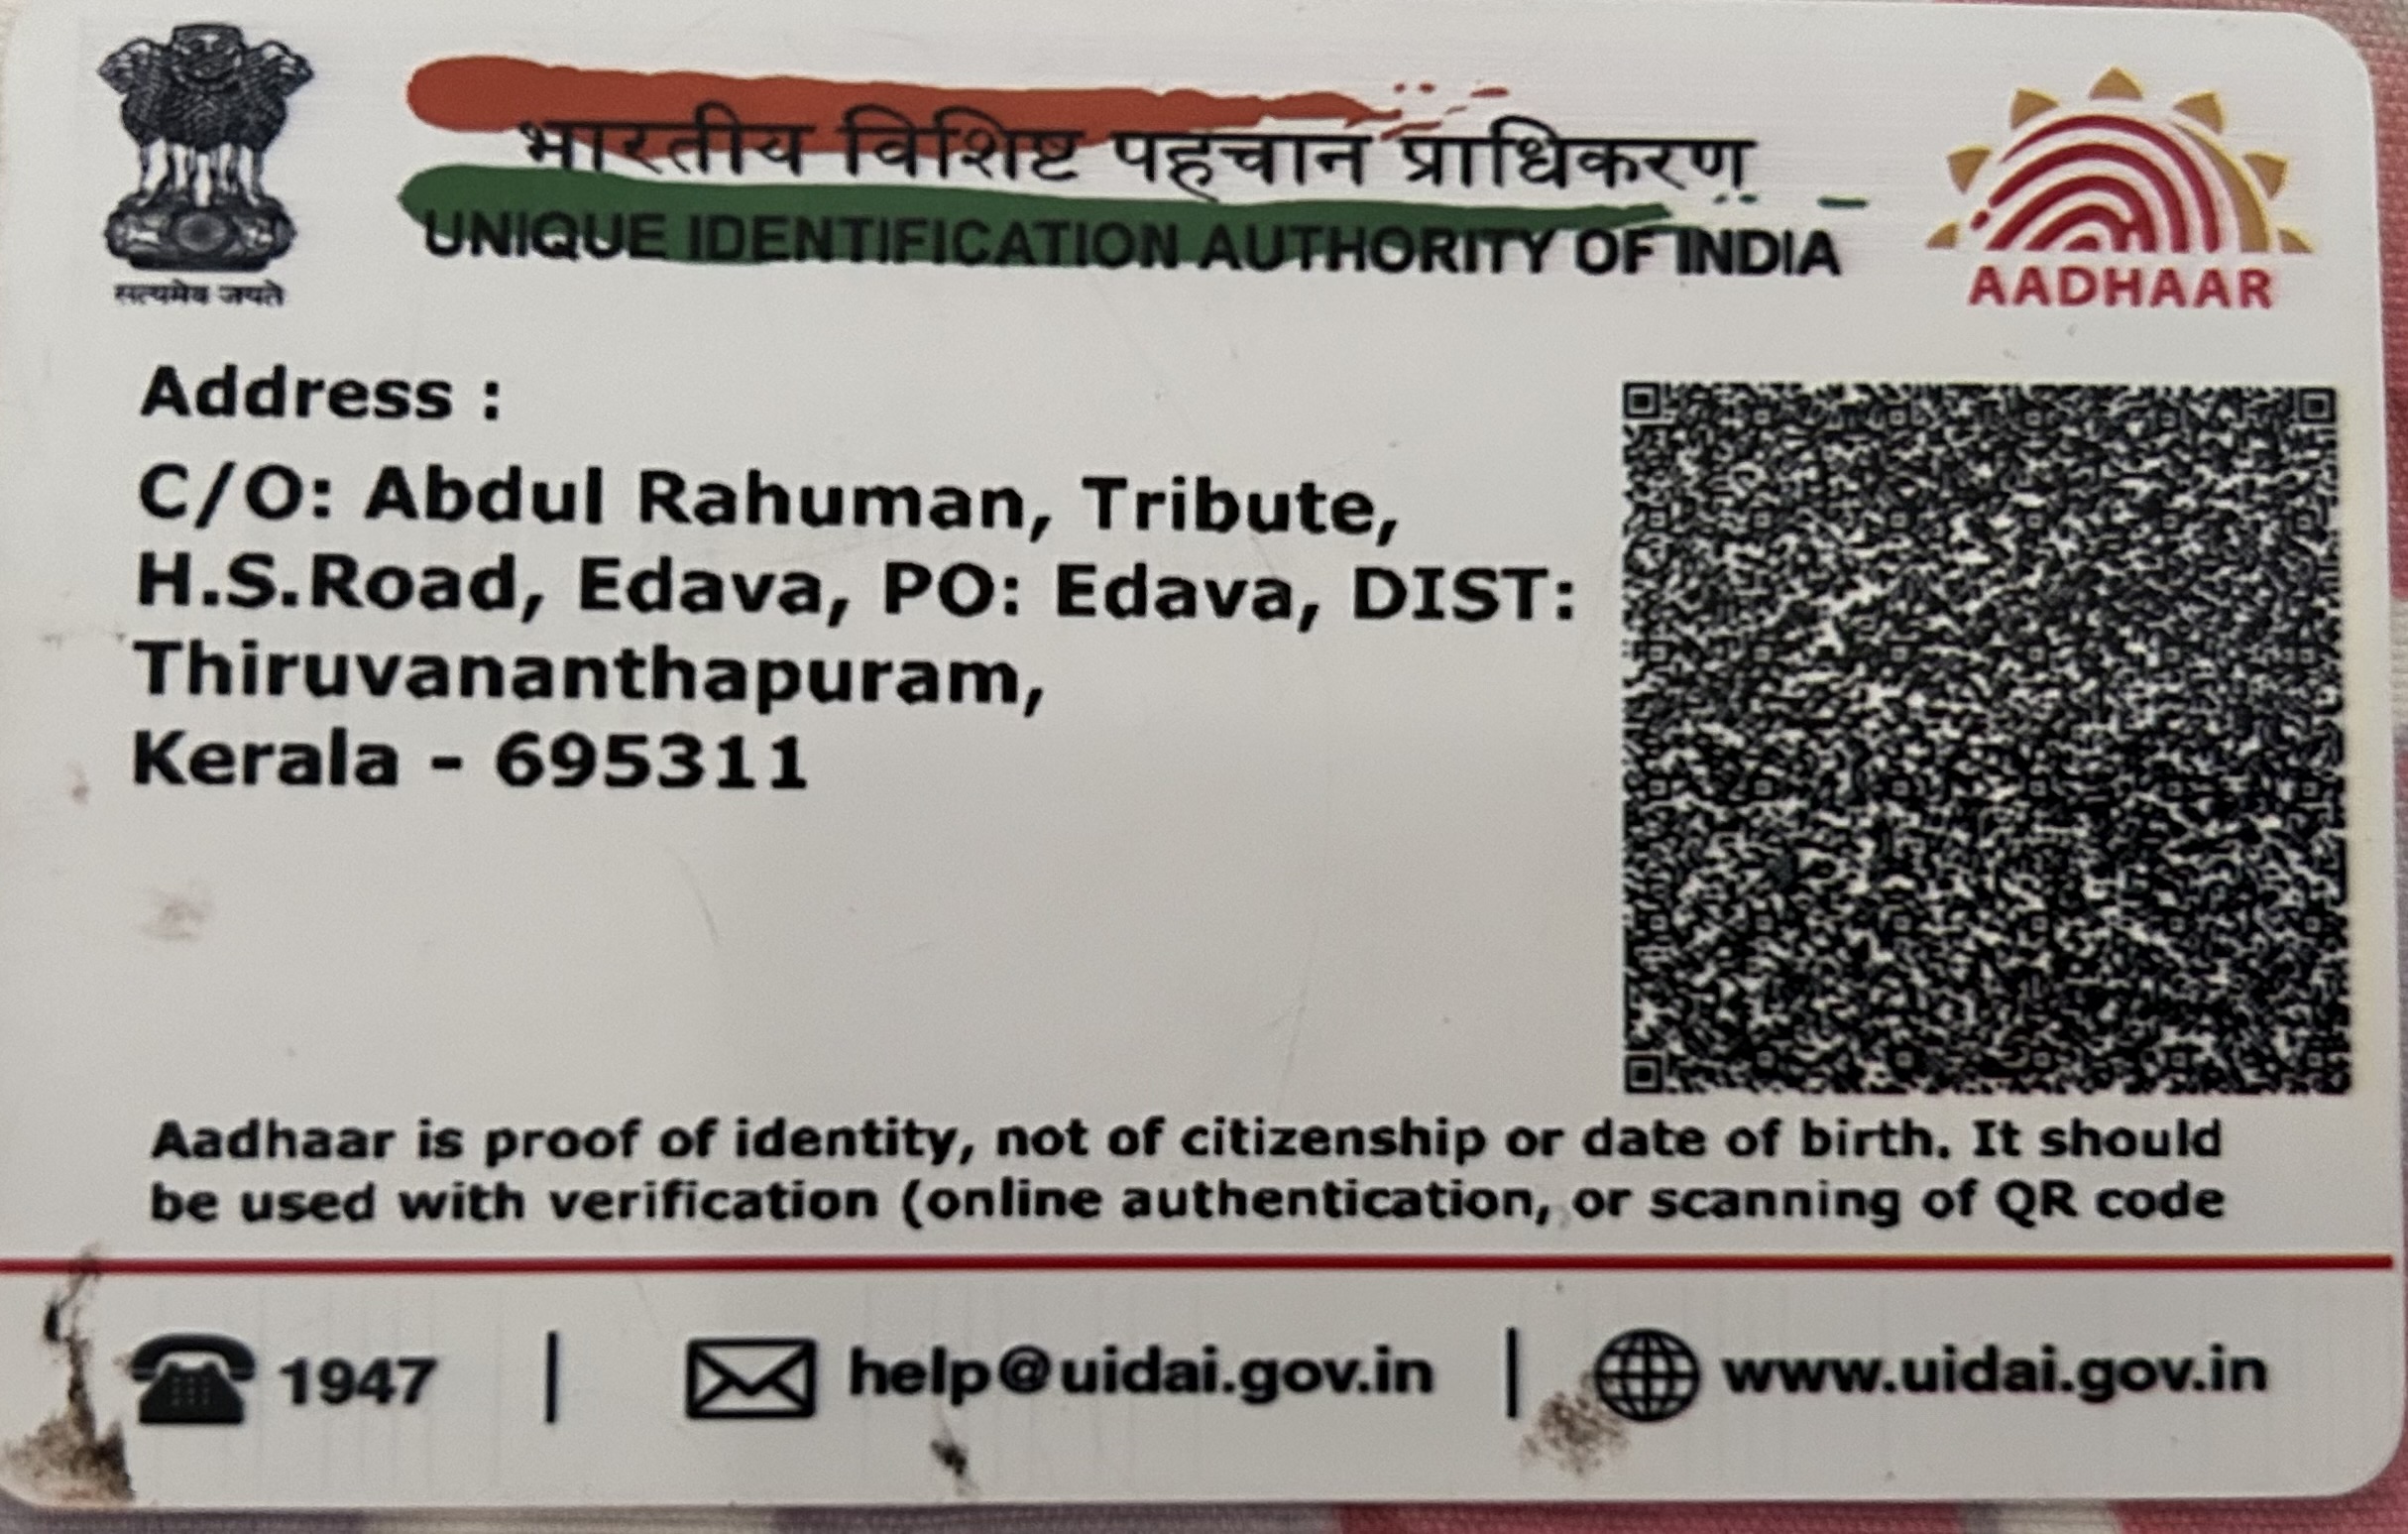 भारतीय विशिष्ट पहचान प्राधिकरण
UNIQUE IDENTIFICATION AUTHORITY OF INDIA
सत्यमेव जयते
AADHAAR
Address :
C/O: Abdul Rahuman, Tribute,
H.S.Road, Edava, PO: Edava, DIST:
Thiruvananthapuram,
Kerala - 695311
Aadhaar is proof of identity, not of citizenship or date of birth. It should
be used with verification (online authentication, or scanning of QR code
1947 | help@uidai.gov.in | www.uidai.gov.in